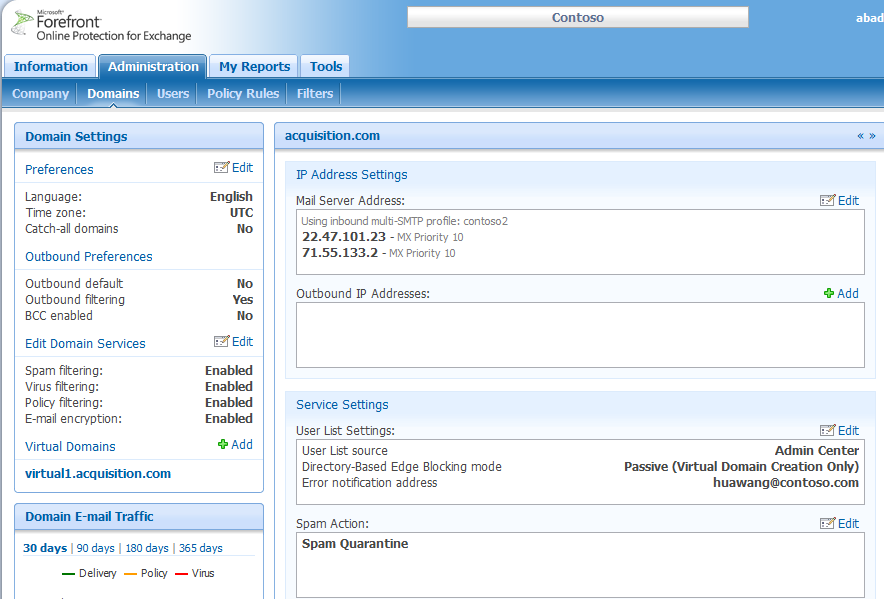 Microsoft®
Forefront
Online Protection for Exchange
Contoso
abad
Information
Administration
My Reports
Tools
Company
Domains
Users
Policy Rules
Filters
Domain Settings
Preferences Edit
Language: English
Time zone: UTC
Catch-all domains No
Outbound Preferences
Outbound default No
Outbound filtering Yes
BCC enabled No
Edit Domain Services Edit
Spam filtering: Enabled
Virus filtering: Enabled
Policy filtering: Enabled
E-mail encryption: Enabled
Virtual Domains Add
virtual1.acquisition.com
Domain E-mail Traffic
30 days | 90 days | 180 days | 365 days
Delivery Policy Virus
acquisition.com « »
IP Address Settings
Mail Server Address: Edit
Using inbound multi-SMTP profile: contoso2
22.47.101.23 - MX Priority 10
71.55.133.2 - MX Priority 10
Outbound IP Addresses: Add
Service Settings
User List Settings: Edit
User List source Admin Center
Directory-Based Edge Blocking mode Passive (Virtual Domain Creation Only)
Error notification address huawang@contoso.com
Spam Action: Edit
Spam Quarantine